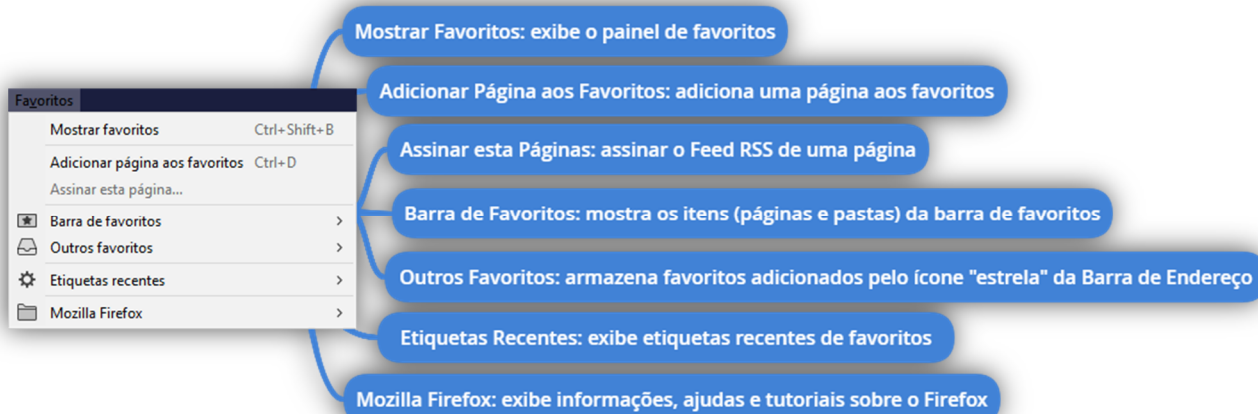 Mostrar Favoritos: exibe o painel de favoritos
Adicionar Página aos Favoritos: adiciona uma página aos favoritos
Favoritos
Mostrar favoritos Ctrl+Shift+B
Adicionar página aos favoritos Ctrl+D
Assinar esta página...
Barra de favoritos
Outros favoritos
Etiquetas recentes
Mozilla Firefox
Assinar esta Páginas: assinar o Feed RSS de uma página
Barra de Favoritos: mostra os itens (páginas e pastas) da barra de favoritos
Outros Favoritos: armazena favoritos adicionados pelo ícone "estrela" da Barra de Endereço
Etiquetas Recentes: exibe etiquetas recentes de favoritos
Mozilla Firefox: exibe informações, ajudas e tutoriais sobre o Firefox